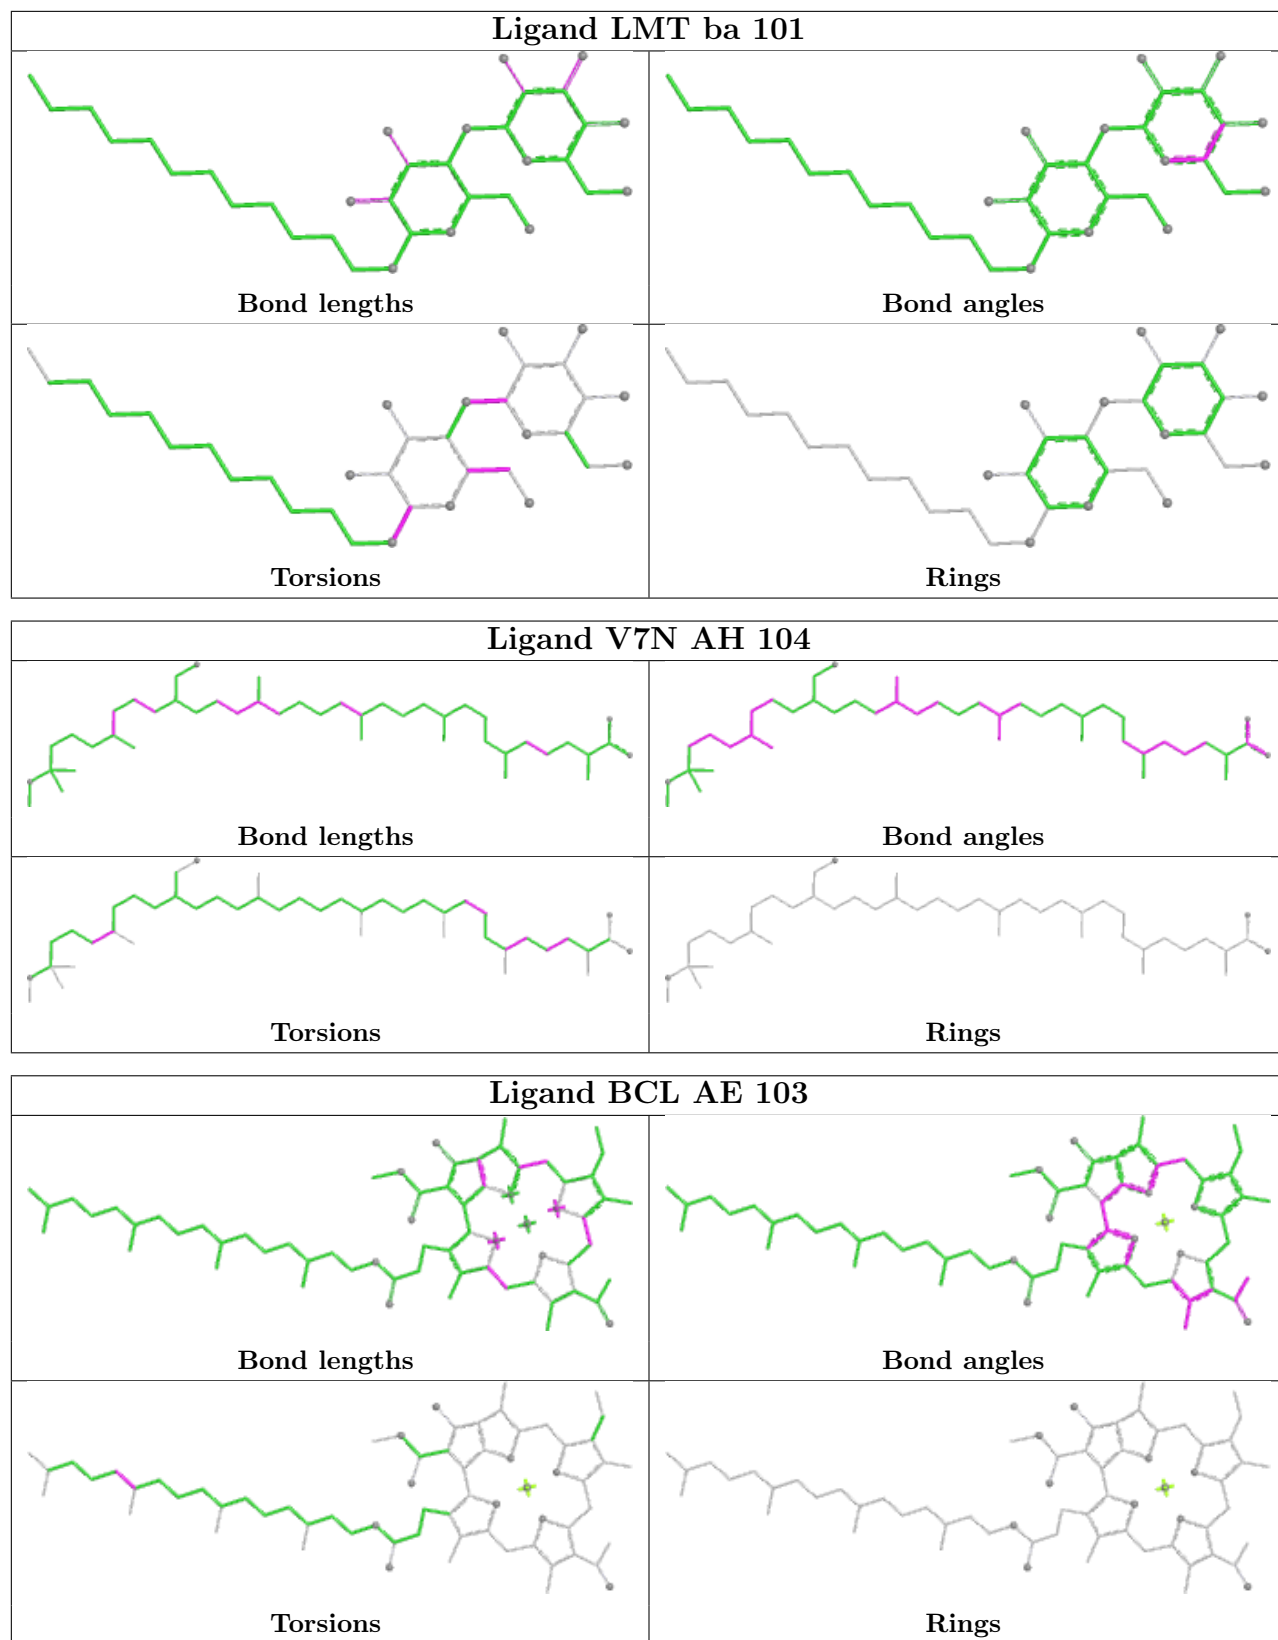 Ligand LMT ba 101
Bond lengths
Bond angles
Torsions
Rings
Ligand V7N AH 104
Bond lengths
Bond angles
Torsions
Rings
Ligand BCL AE 103
Bond lengths
Bond angles
Torsions
Rings